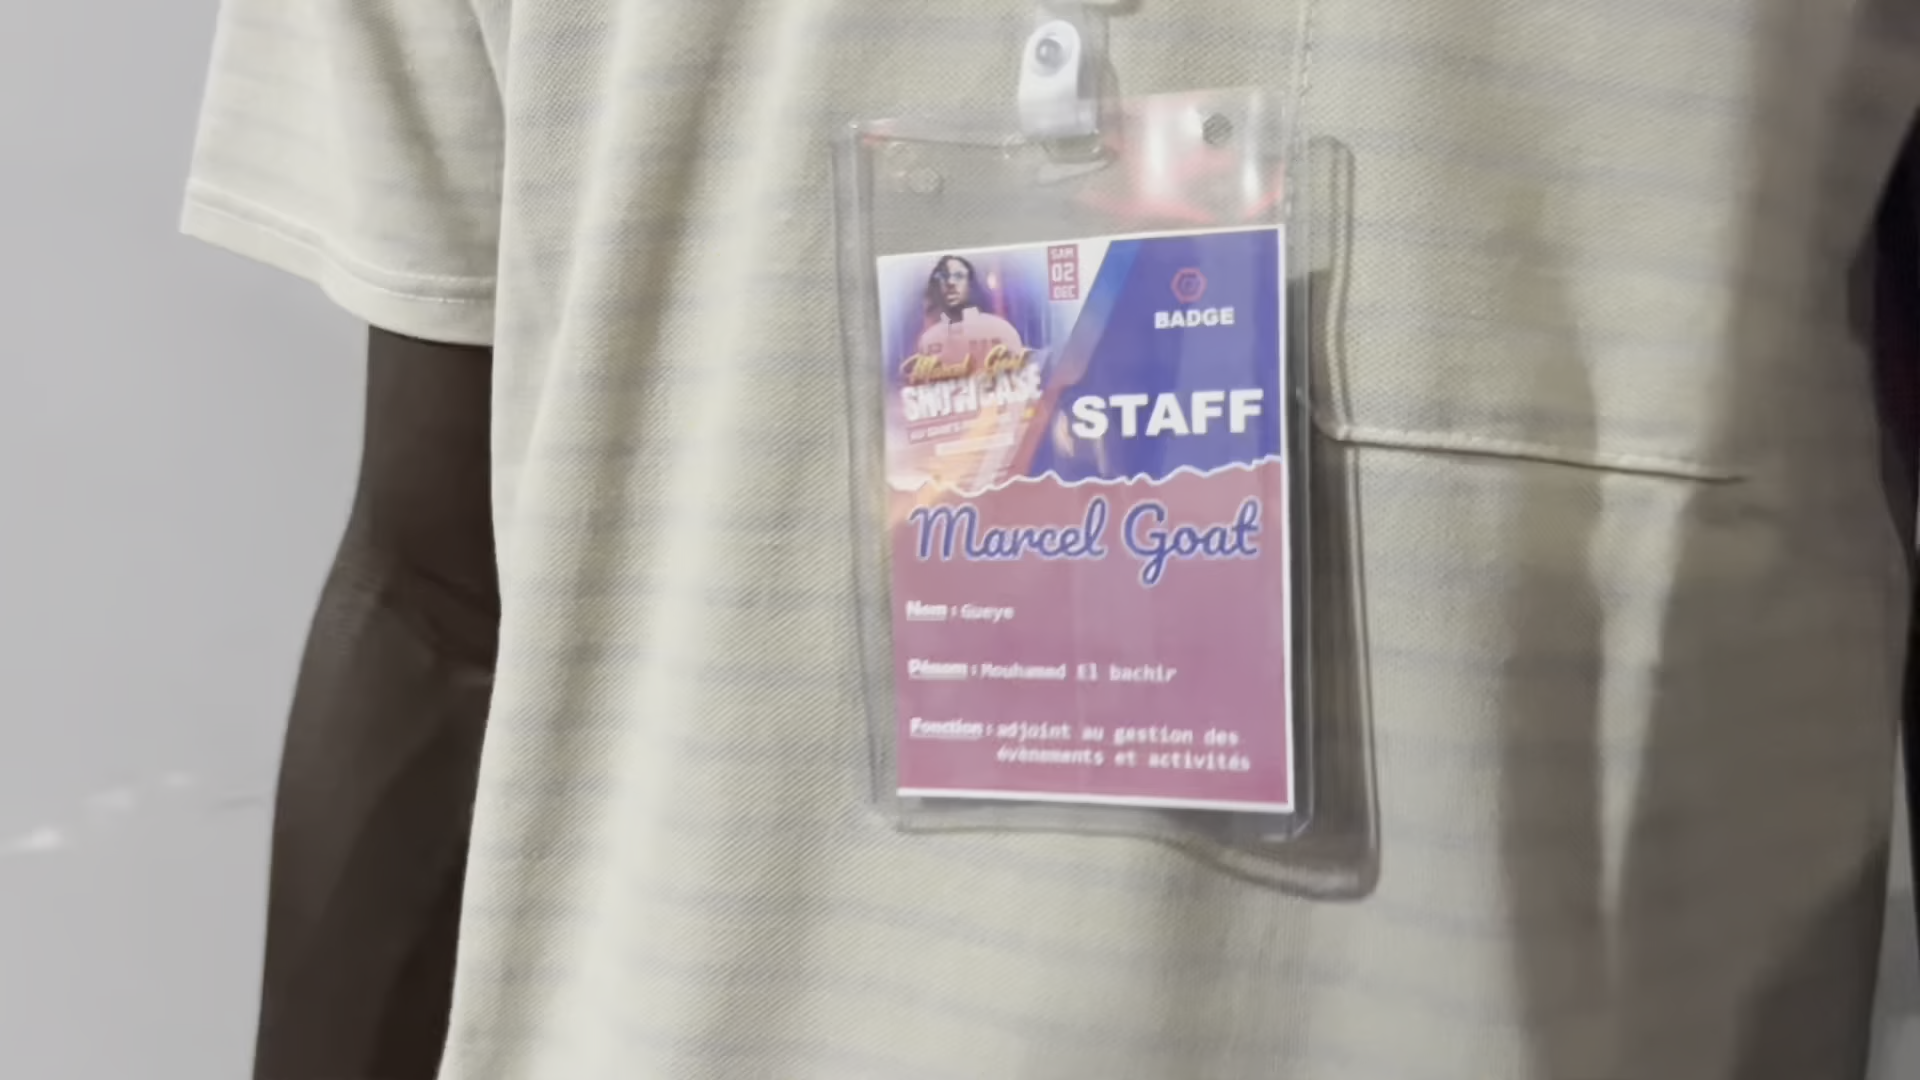 SAM
02
DEC
BADGE
Marcel Goat
SHOWCASE
STAFF
Marcel Goat
Nom : Gueye
Pénom : Mouhamed El bachir
Fonction : adjoint au gestion des
évènements et activités